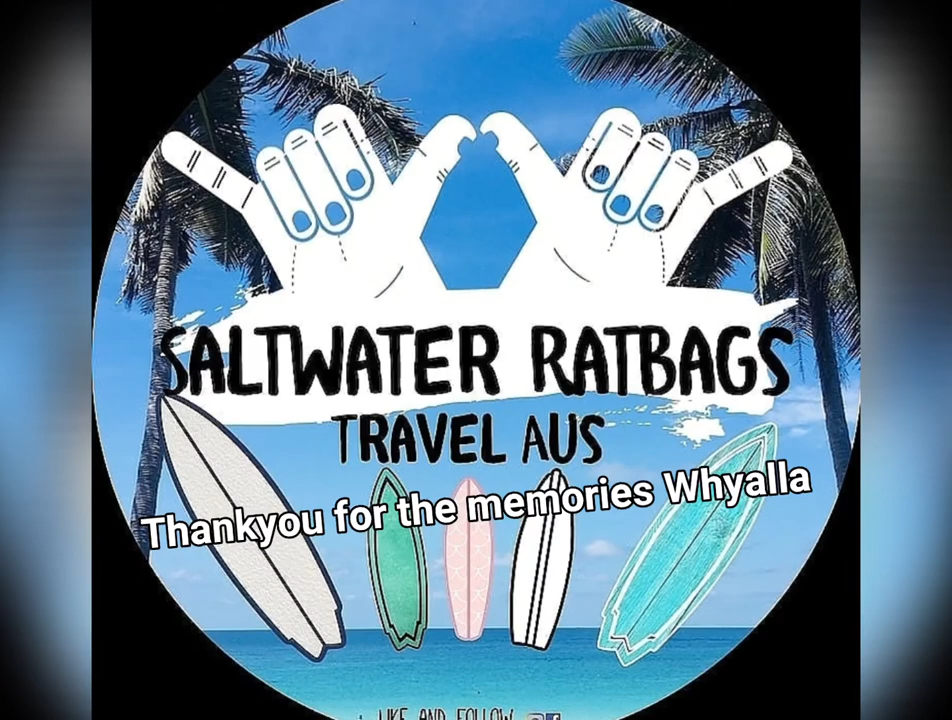 SALTWATER RATBAGS
TRAVEL AUS
Thankyou for the memories Whyalla
LIKE AND FOLLOW